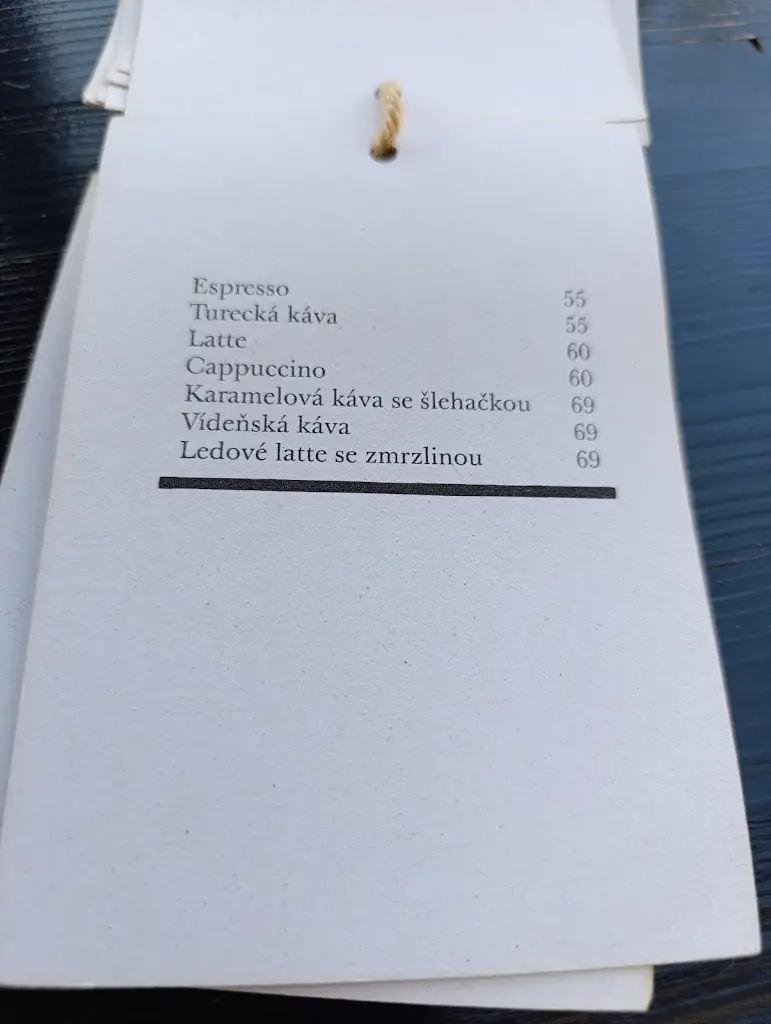 Espresso 55
Turecká káva 55
Latte 60
Cappuccino 60
Karamelová káva se šlehačkou 69
Vídeňská káva 69
Ledové latte se zmrzlinou 69